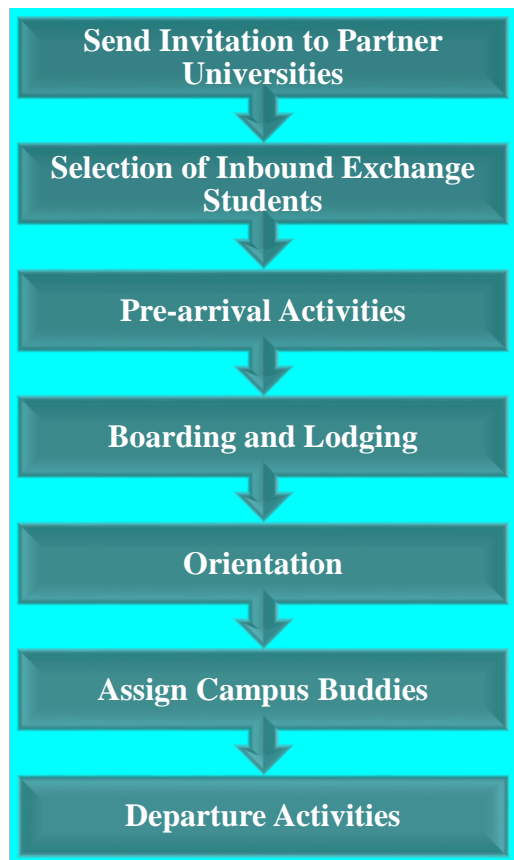 Send Invitation to Partner
Universities
Selection of Inbound Exchange
Students
Pre-arrival Activities
Boarding and Lodging
Orientation
Assign Campus Buddies
Departure Activities